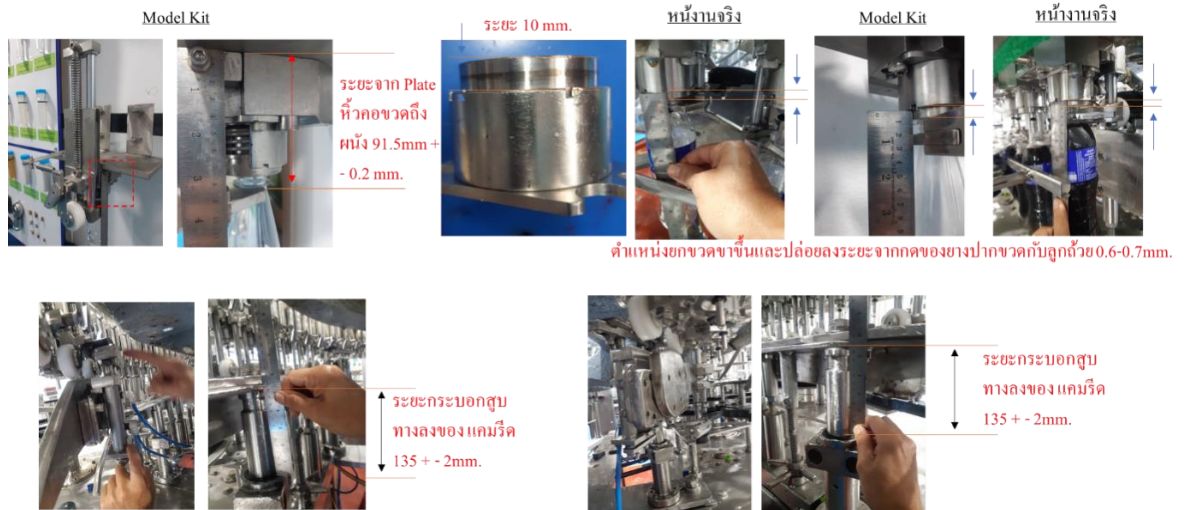 Model Kit
ระยะ 10 mm.
หน้างานจริง
Model Kit
หน้างานจริง
ระยะจาก Plate
หิ้วคอขวดถึง
ผนัง 91.5mm +
- 0.2 mm.
ตำแหน่งยกขวดขาขึ้นและปล่อยลงระยะจากกดของยางปากขวดกับลูกถ้วย 0.6-0.7mm.
ระยะกระบอกสูบ
ทางลงของ แคมรีด
135 + - 2mm.
ระยะกระบอกสูบ
ทางลงของ แคมรีด
135 + - 2mm.